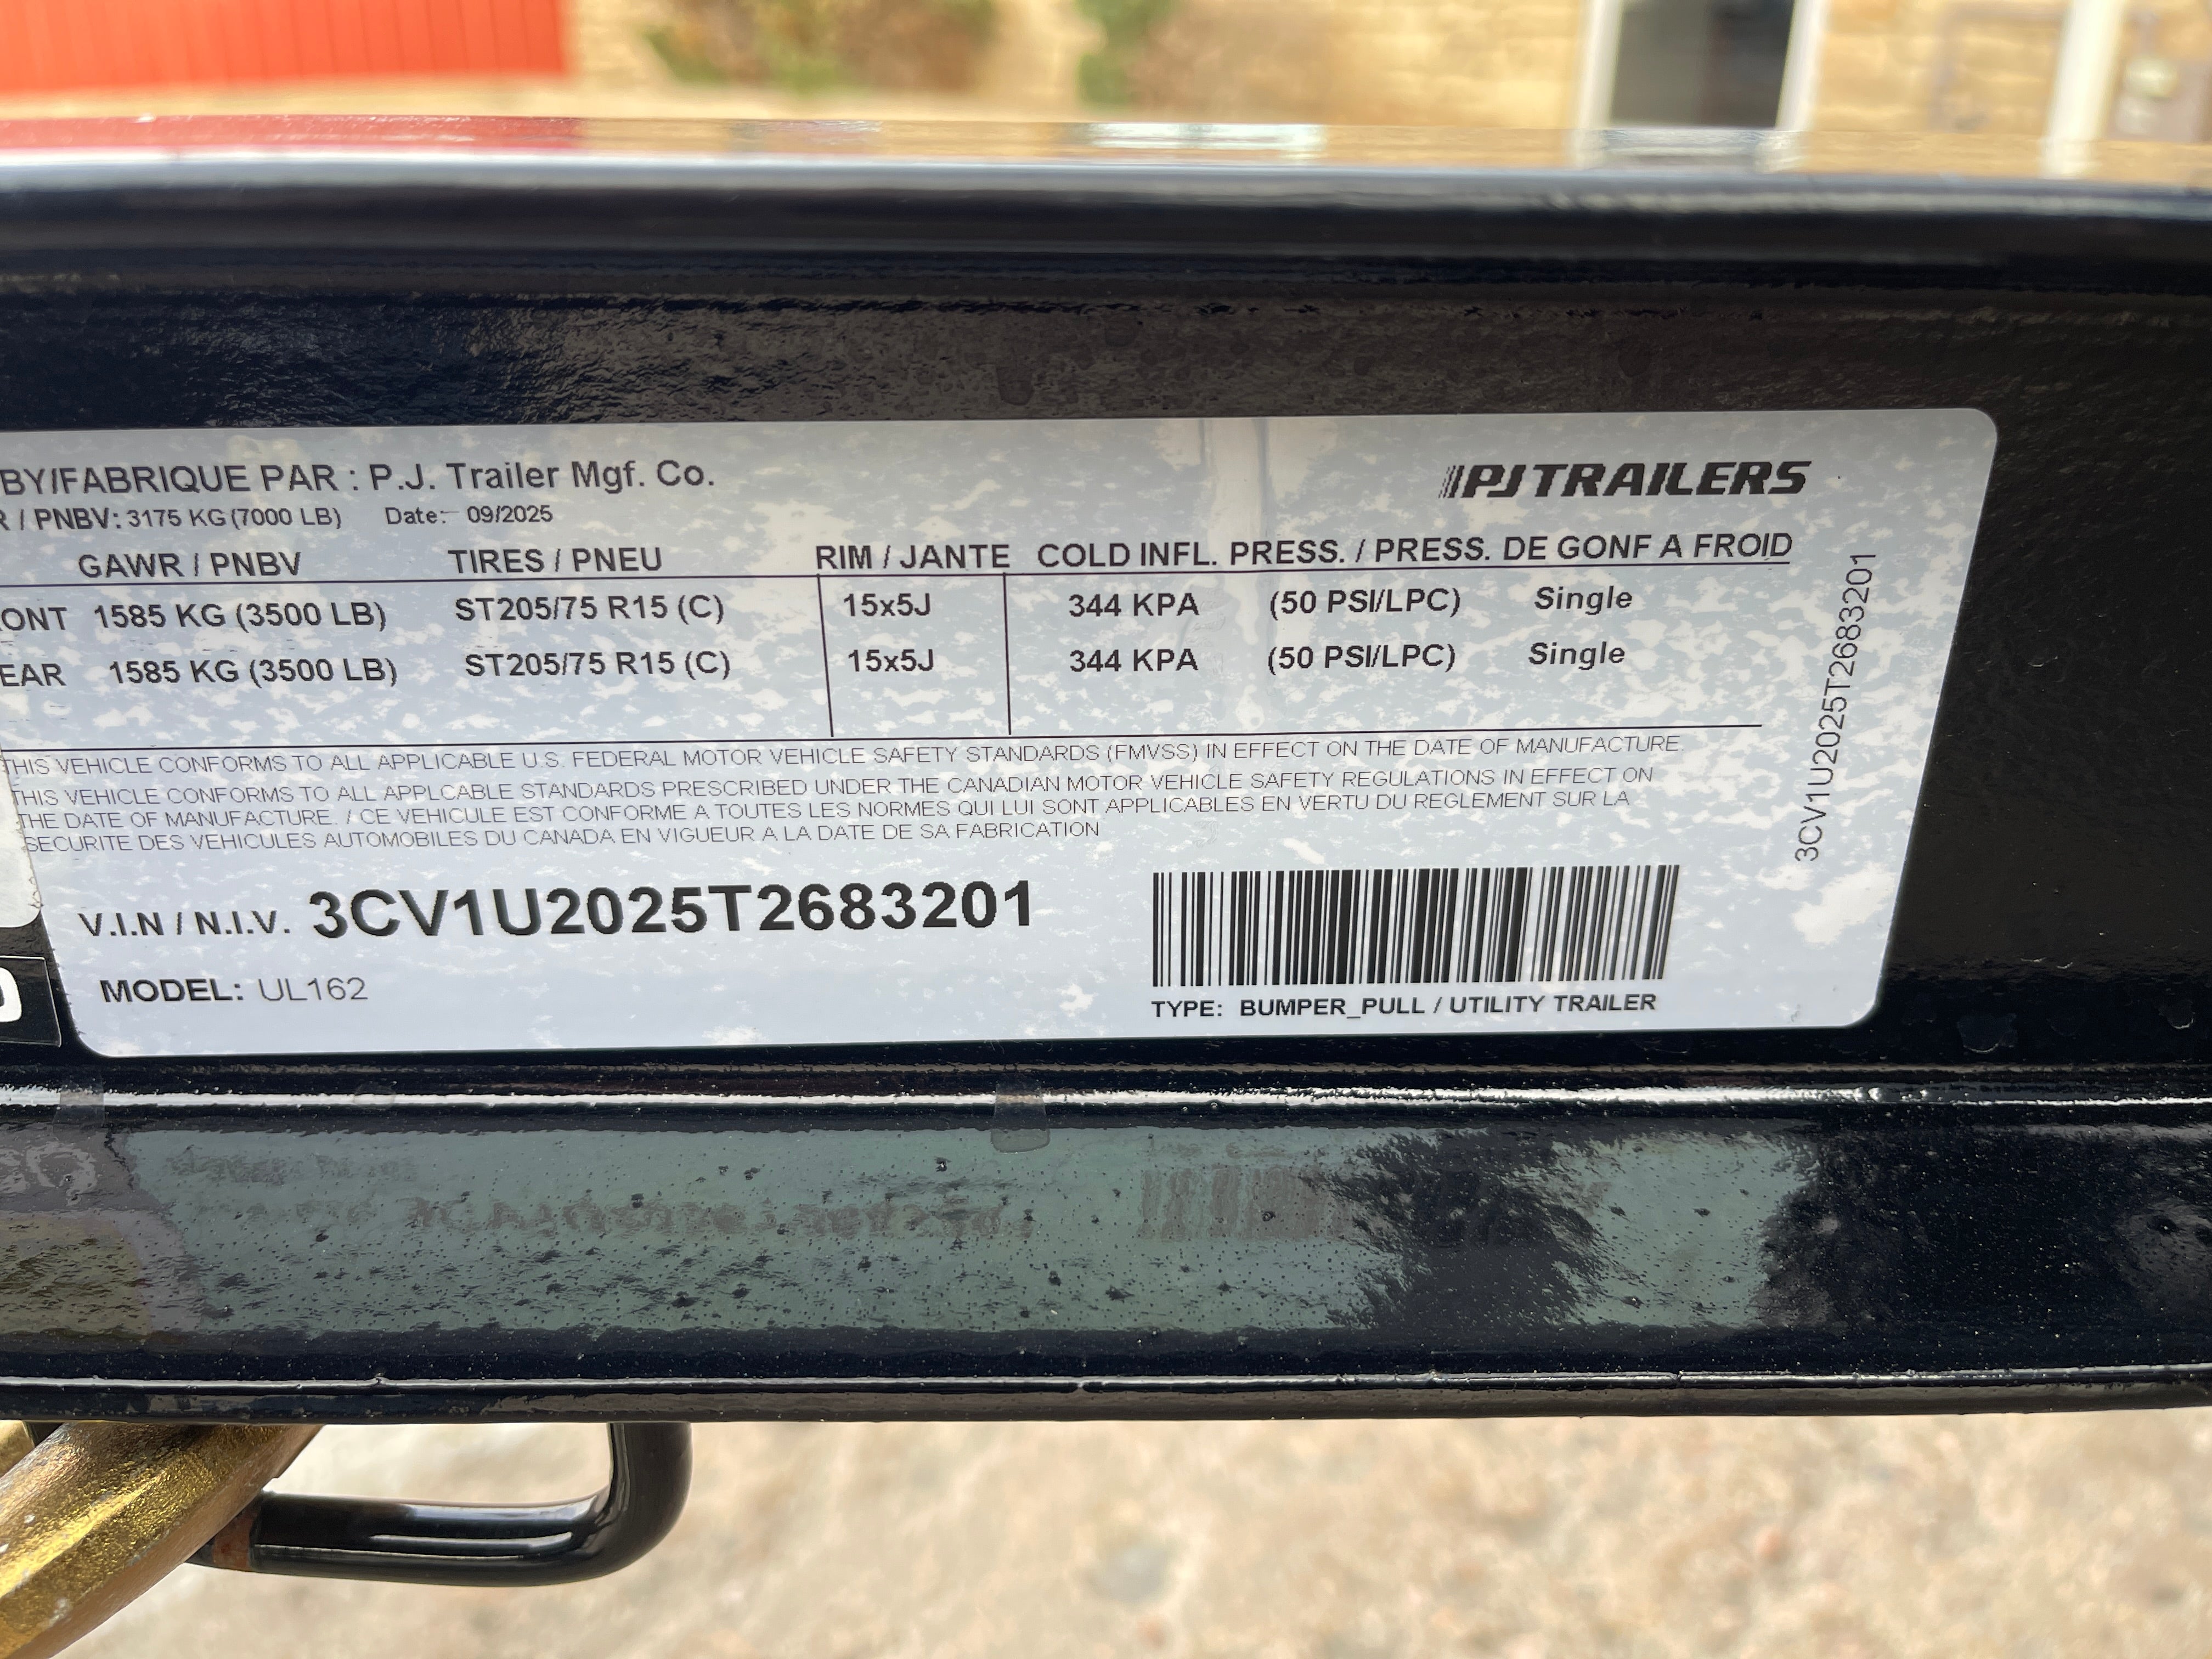 BY/FABRIQUE PAR : P.J. Trailer Mgf. Co.
PJ TRAILERS
R / PNBV: 3175 KG (7000 LB) Date: 09/2025
GAWR / PNBV TIRES / PNEU RIM / JANTE COLD INFL. PRESS. / PRESS. DE GONF A FROID
ONT 1585 KG (3500 LB) ST205/75 R15 (C) 15x5J 344 KPA (50 PSI/LPC) Single
EAR 1585 KG (3500 LB) ST205/75 R15 (C) 15x5J 344 KPA (50 PSI/LPC) Single
THIS VEHICLE CONFORMS TO ALL APPLICABLE U.S. FEDERAL MOTOR VEHICLE SAFETY STANDARDS (FMVSS) IN EFFECT ON THE DATE OF MANUFACTURE.
THIS VEHICLE CONFORMS TO ALL APPLCABLE STANDARDS PRESCRIBED UNDER THE CANADIAN MOTOR VEHICLE SAFETY REGULATIONS IN EFFECT ON
THE DATE OF MANUFACTURE. / CE VEHICULE EST CONFORME A TOUTES LES NORMES QUI LUI SONT APPLICABLES EN VERTU DU REGLEMENT SUR LA
SECURITE DES VEHICULES AUTOMOBILES DU CANADA EN VIGUEUR A LA DATE DE SA FABRICATION
V.I.N / N.I.V. 3CV1U2025T2683201
MODEL: UL162
TYPE: BUMPER_PULL / UTILITY TRAILER
3CV1U2025T2683201